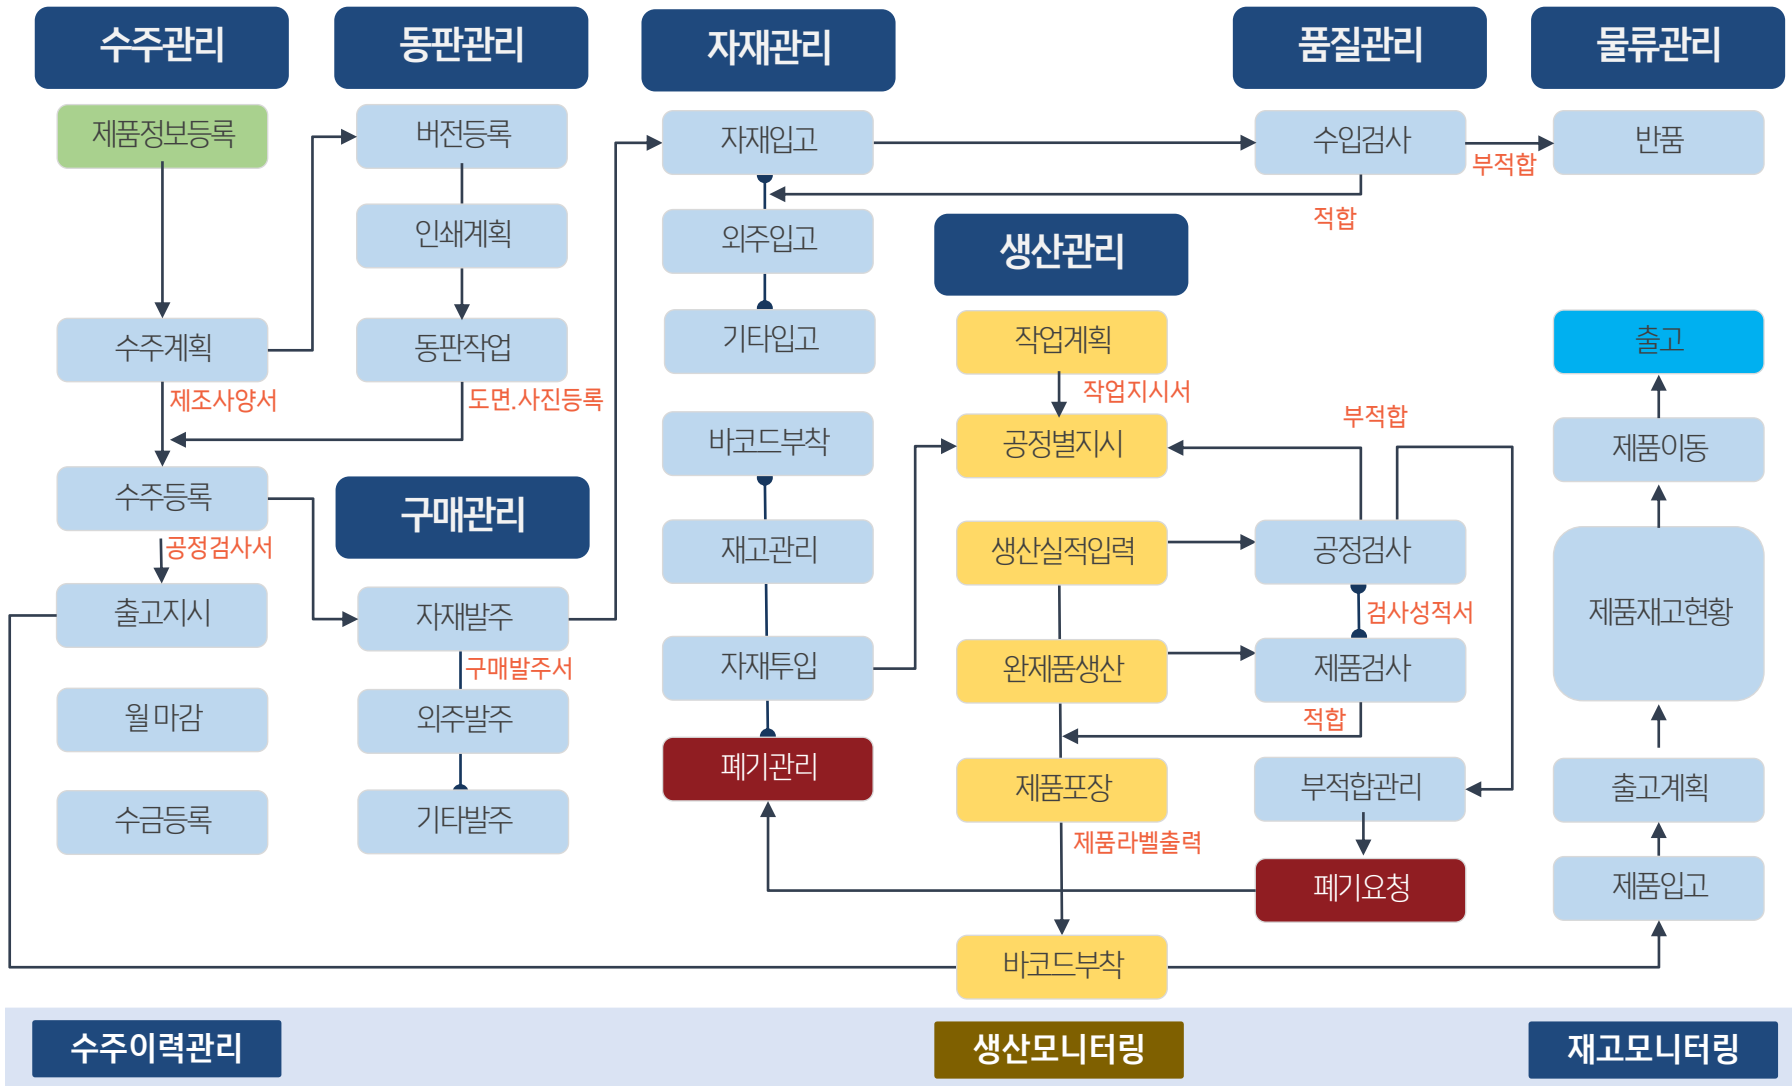 수주관리
동판관리
자재관리
품질관리
물류관리
제품정보등록
버전등록
자재입고
수입검사
부적합
반품
적합
인쇄계획
외주입고
생산관리
수주계획
동판작업
기타입고
작업계획
출고
제조사양서
도면.사진등록
작업지시서
부적합
바코드부착
공정별지시
제품이동
수주등록
구매관리
공정검사서
재고관리
생산실적입력
공정검사
제품재고현황
출고지시
자재발주
검사성적서
구매발주서
자재투입
완제품생산
제품검사
월 마감
외주발주
적합
폐기관리
제품포장
부적합관리
출고계획
수금등록
기타발주
제품라벨출력
폐기요청
제품입고
바코드부착
수주이력관리
생산모니터링
재고모니터링